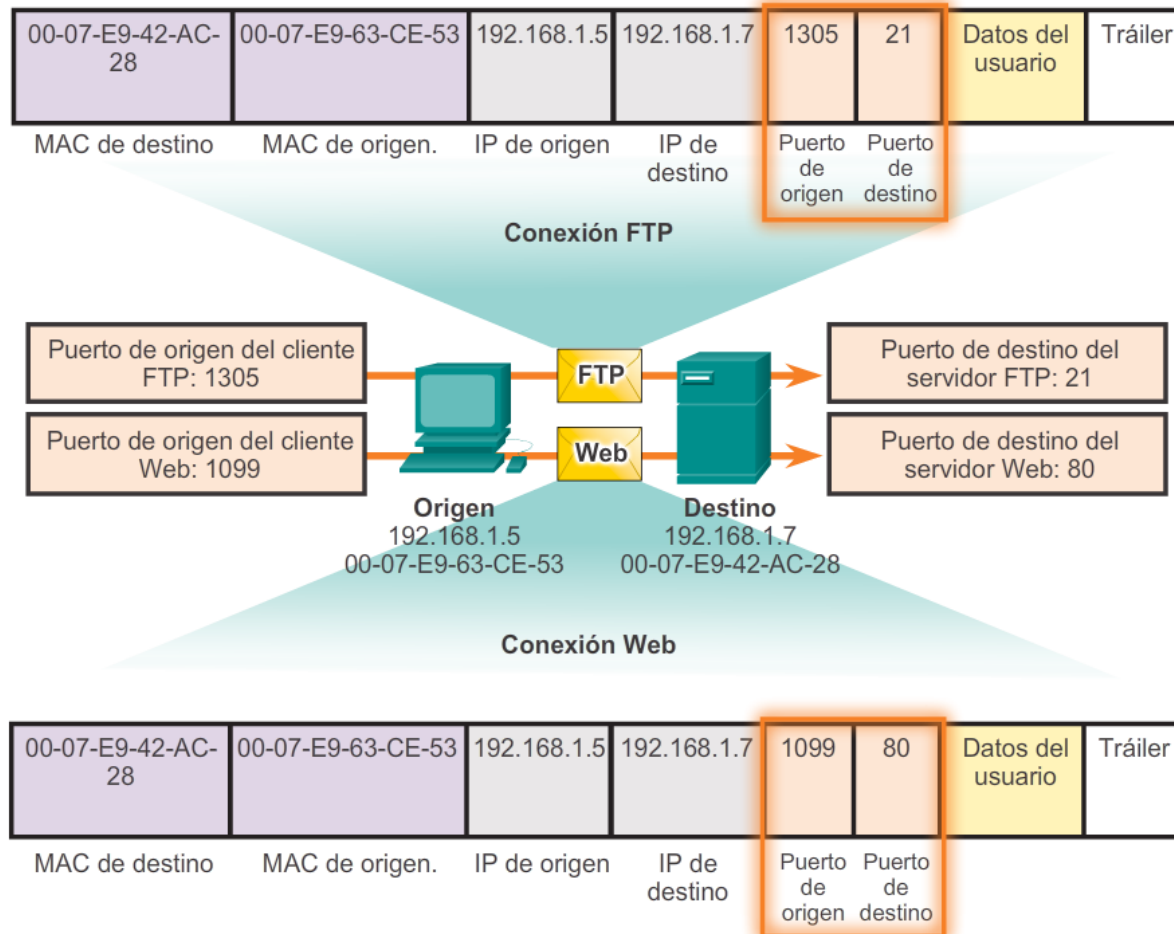 00-07-E9-42-AC-
28
00-07-E9-63-CE-53
192.168.1.5
192.168.1.7
1305
21
Datos del
usuario
Tráiler
MAC de destino
MAC de origen.
IP de origen
IP de
destino
Puerto
de
origen
Puerto
de
destino
Conexión FTP
Puerto de origen del cliente
FTP: 1305
FTP
Puerto de destino del
servidor FTP: 21
Puerto de origen del cliente
Web: 1099
Web
Puerto de destino del
servidor Web: 80
Origen
192.168.1.5
00-07-E9-63-CE-53
Destino
192.168.1.7
00-07-E9-42-AC-28
Conexión Web
00-07-E9-42-AC-
28
00-07-E9-63-CE-53
192.168.1.5
192.168.1.7
1099
80
Datos del
usuario
Tráiler
MAC de destino
MAC de origen.
IP de origen
IP de
destino
Puerto
de
origen
Puerto
de
destino